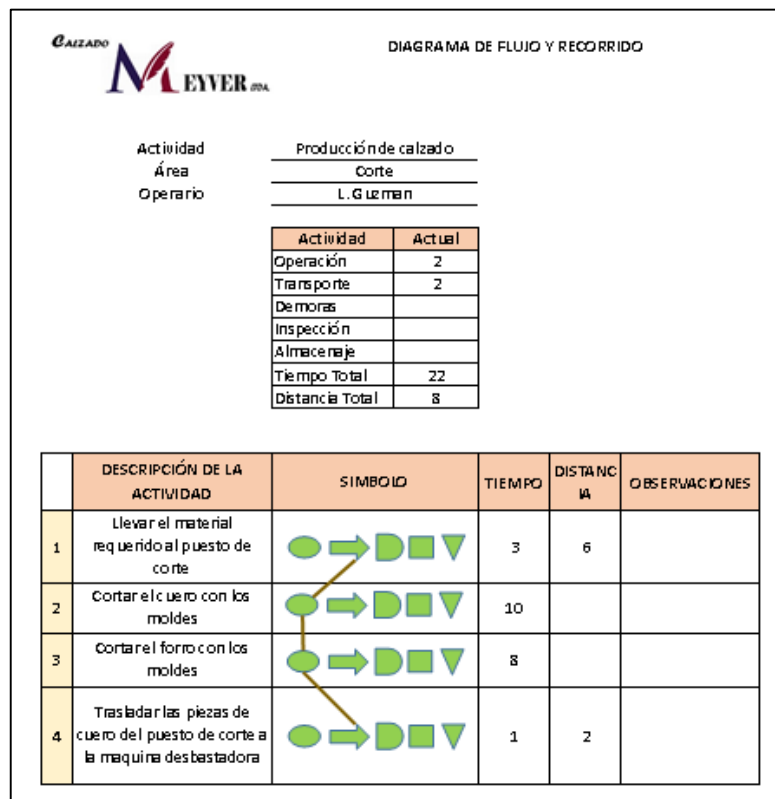 CALZADO
MEYVER LTDA.
DIAGRAMA DE FLUJO Y RECORRIDO
Actividad Producción de calzado
Área Corte
Operario L.Guzman
Actividad Actual
Operación 2
Transporte 2
Demoras
Inspección
Almacenaje
Tiempo Total 22
Distancia Total 8
DESCRIPCIÓN DE LA
ACTIVIDAD
SIMBOLO
TIEMPO
DISTANC
IA
OBSERVACIONES
1
Llevar el material
requerido al puesto de
corte
3 6
2
Cortar el cuero con los
moldes
10
3
Cortar el forro con los
moldes
8
4
Trasladar las piezas de
cuero del puesto de corte a
la maquina desbastadora
1 2